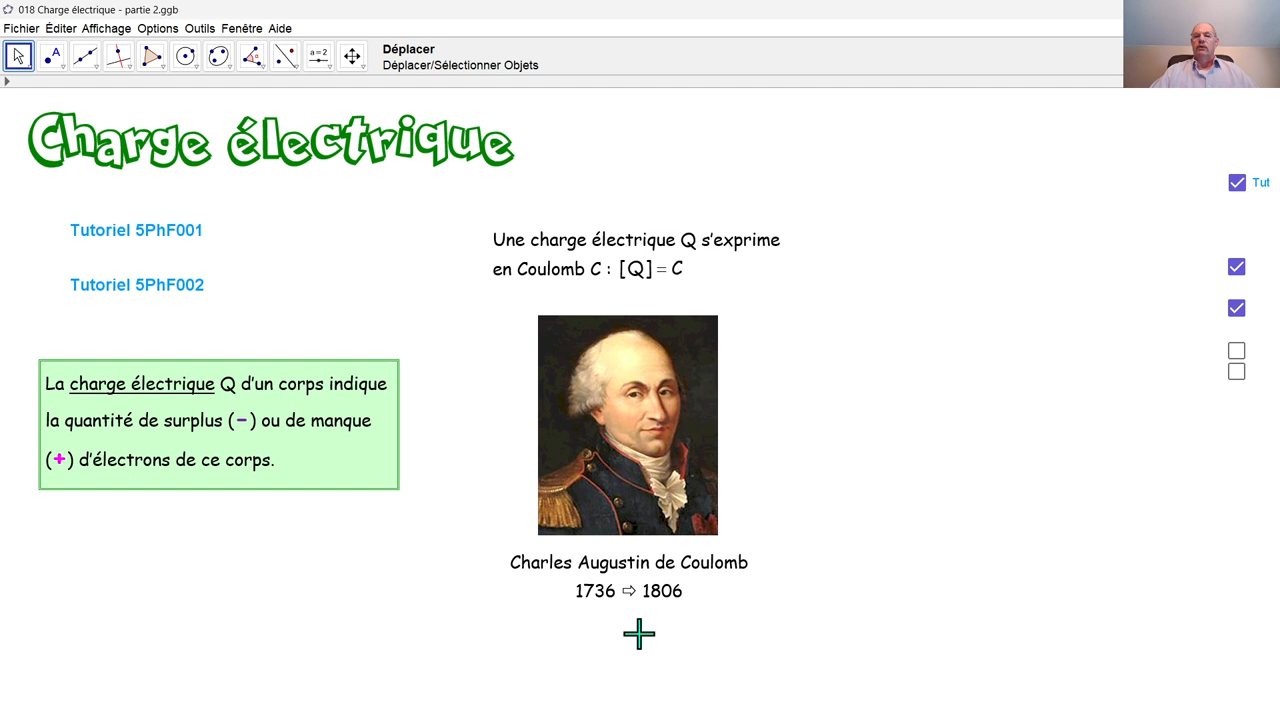 018 Charge électrique - partie 2.ggb
Fichier Éditer Affichage Options Outils Fenêtre Aide
A
a=2
Déplacer
Déplacer/Sélectionner Objets
Charge électrique
Tut
Tutoriel 5PhF001
Tutoriel 5PhF002
Une charge électrique Q s’exprime
en Coulomb C : [Q] = C
La charge électrique Q d’un corps indique
la quantité de surplus (−) ou de manque
(+) d’électrons de ce corps.
Charles Augustin de Coulomb
1736 ⇨ 1806